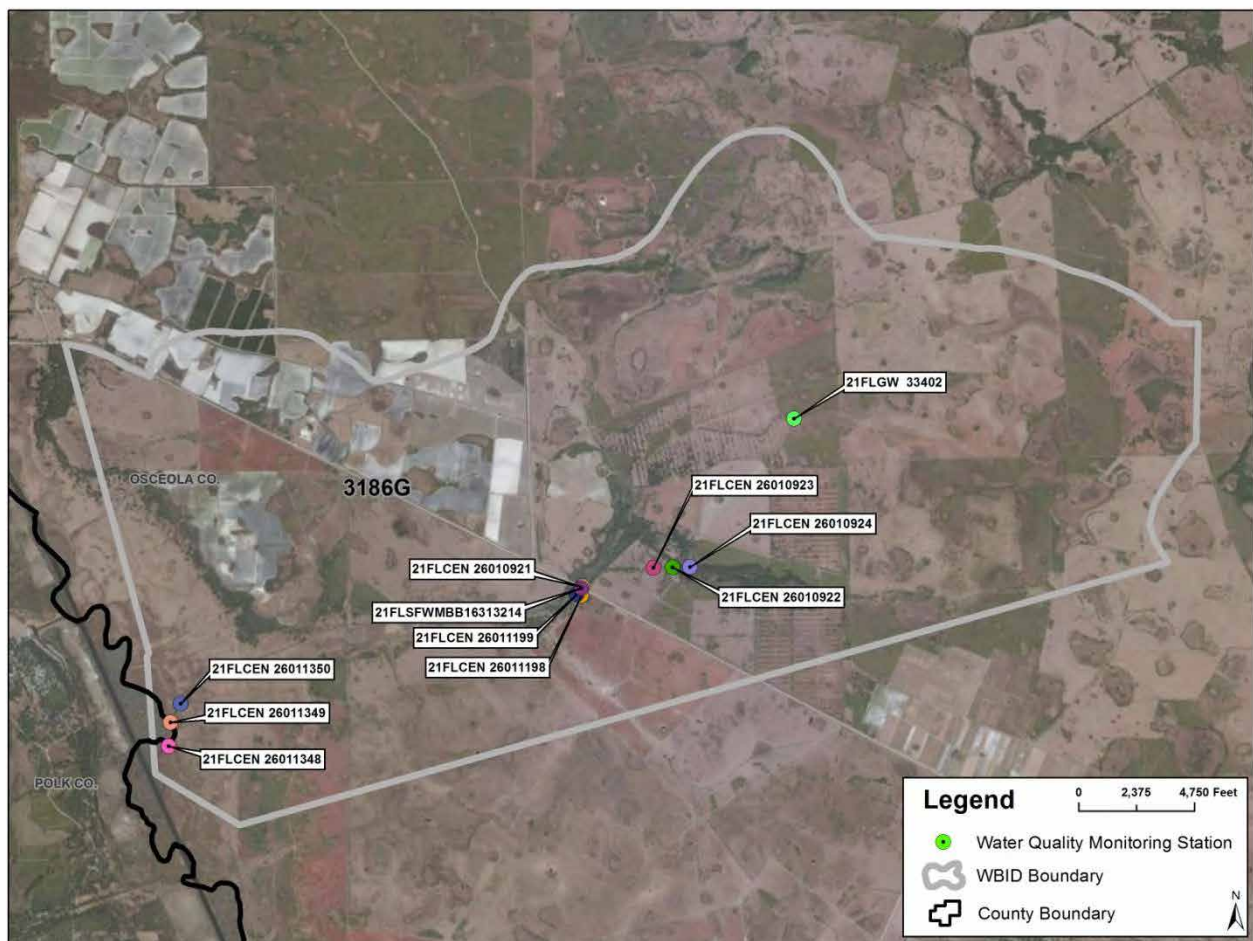 21FLGW 33402
21FLCEN 26010923
OSCEOLA CO.
3186G
21FLCEN 26010924
21FLCEN 26010921
21FLCEN 26010922
21FLSFWMBB16313214
21FLCEN 26011199
21FLCEN 26011198
21FLCEN 26011350
21FLCEN 26011349
21FLCEN 26011348
POLK CO.
Legend
0 2,375 4,750 Feet
Water Quality Monitoring Station
WBID Boundary
County Boundary
N